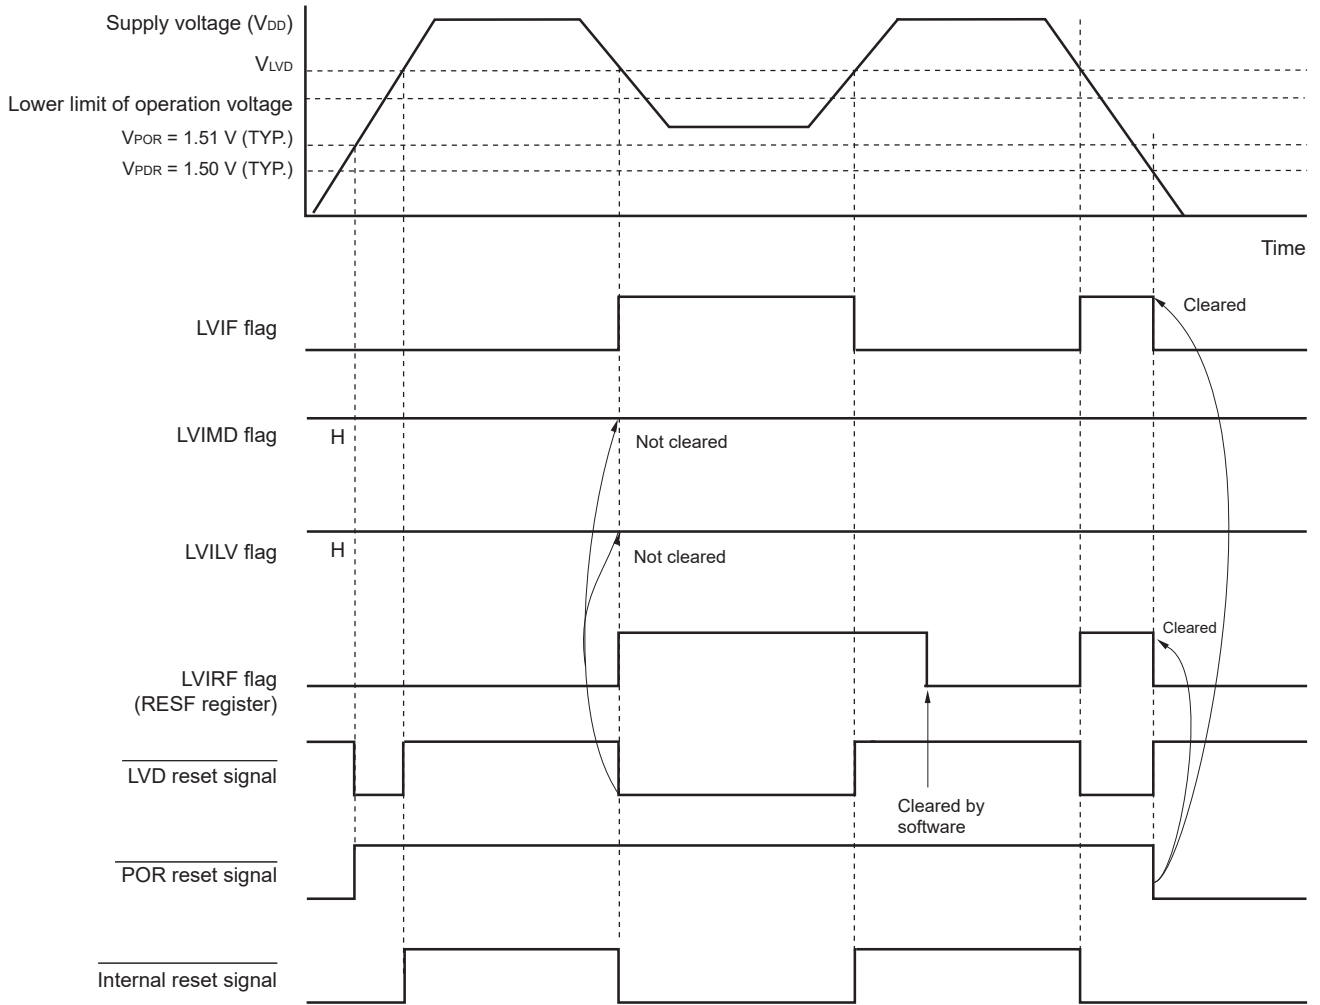 Supply voltage (VDD)
VLVD
Lower limit of operation voltage
VPOR = 1.51 V (TYP.)
VPDR = 1.50 V (TYP.)
Time
LVIF flag
Cleared
LVIMD flag
H
Not cleared
LVILV flag
H
Not cleared
LVIRF flag
(RESF register)
Cleared
LVD reset signal
Cleared by
software
POR reset signal
Internal reset signal